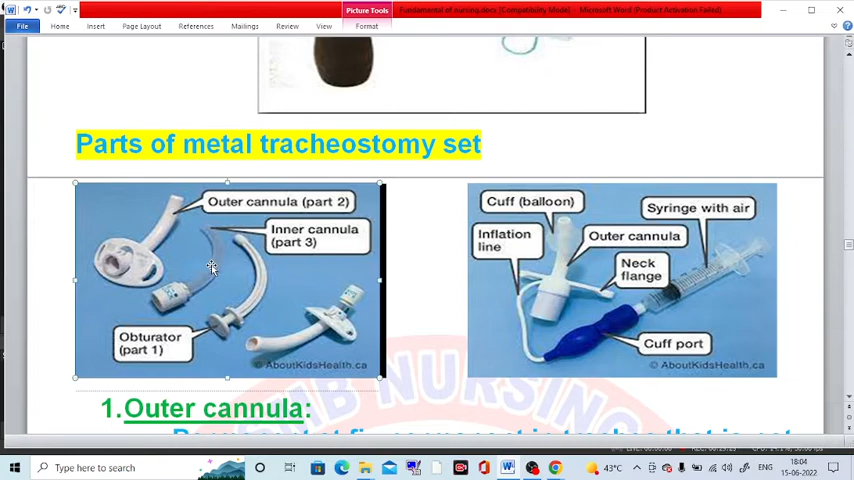 Picture Tools
Fundamental of nursing.docx [Compatibility Mode] - Microsoft Word (Product Activation Failed)
File Home Insert Page Layout References Mailings Review View Format
Parts of metal tracheostomy set
Outer cannula (part 2)
Inner cannula
(part 3)
Obturator
(part 1)
© AboutKidsHealth.ca
Cuff (balloon)
Syringe with air
Inflation
line
Outer cannula
Neck
flange
Cuff port
© AboutKidsHealth.ca
MB NURSING
1.Outer cannula:
Type here to search
43°C
ENG
18:04
15-06-2022